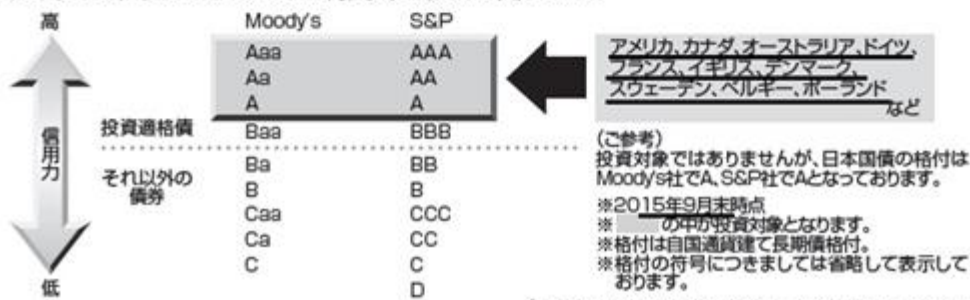 高
Moody's S&P
Aaa AAA
Aa AA
A A
投資適格債 Baa BBB
信用力
それ以外の
債券
Ba BB
B B
Caa CCC
Ca CC
C C
D
低
アメリカ、カナダ、オーストラリア、ドイツ、
フランス、イギリス、デンマーク、
スウェーデン、ベルギー、ポーランド
など
(ご参考)
投資対象ではありませんが、日本国債の格付は
Moody's社でA、S&P社でAとなっております。
※2015年9月末時点
※ の中が投資対象となります。
※格付は自国通貨建て長期債格付。
※格付の符号につきましては省略して表示して
おります。